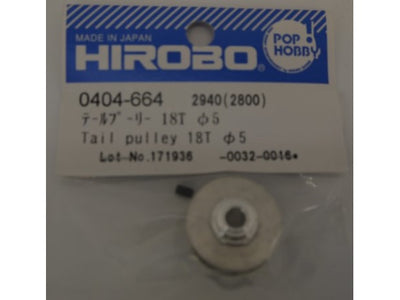 MADE IN JAPAN
HIROBO
POP
HOBBY
0404-664 2940(2800)
ﾃｰﾙﾌﾟｰﾘｰ 18T φ5
Tail pulley 18T φ5
Lot No.171936 -0032-0016*